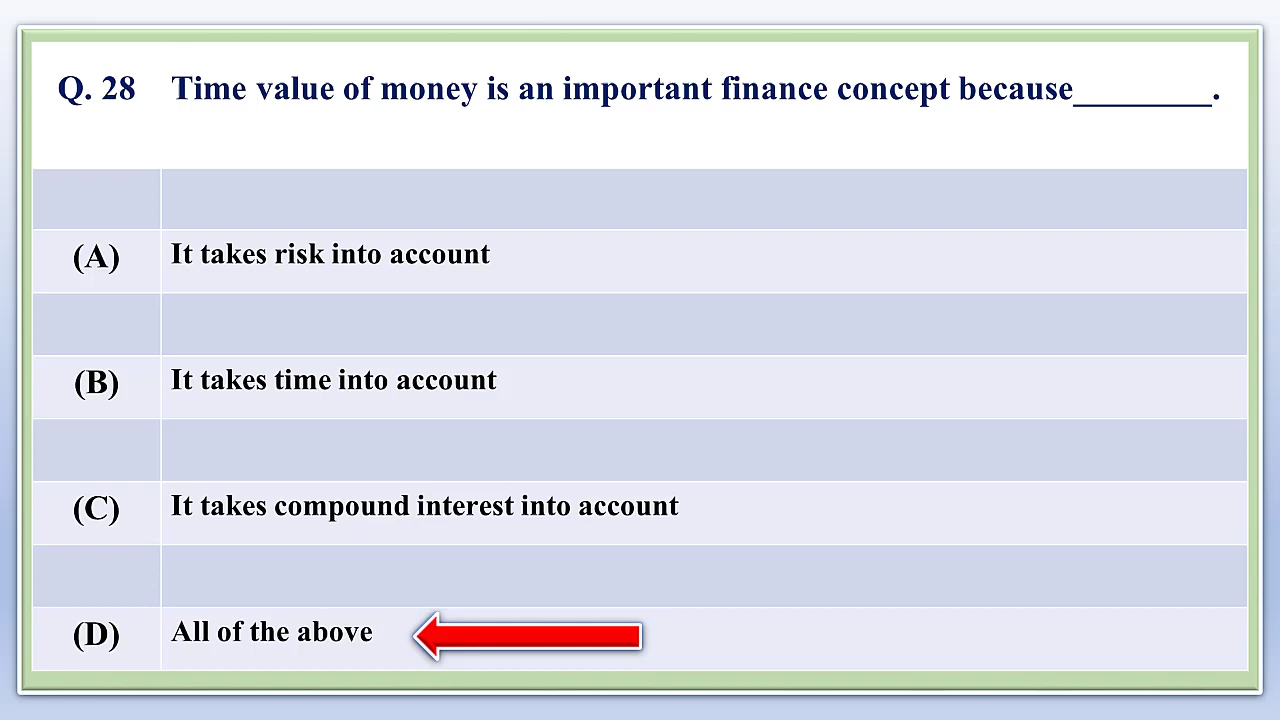 Q. 28 Time value of money is an important finance concept because________.
(A) It takes risk into account
(B) It takes time into account
(C) It takes compound interest into account
(D) All of the above